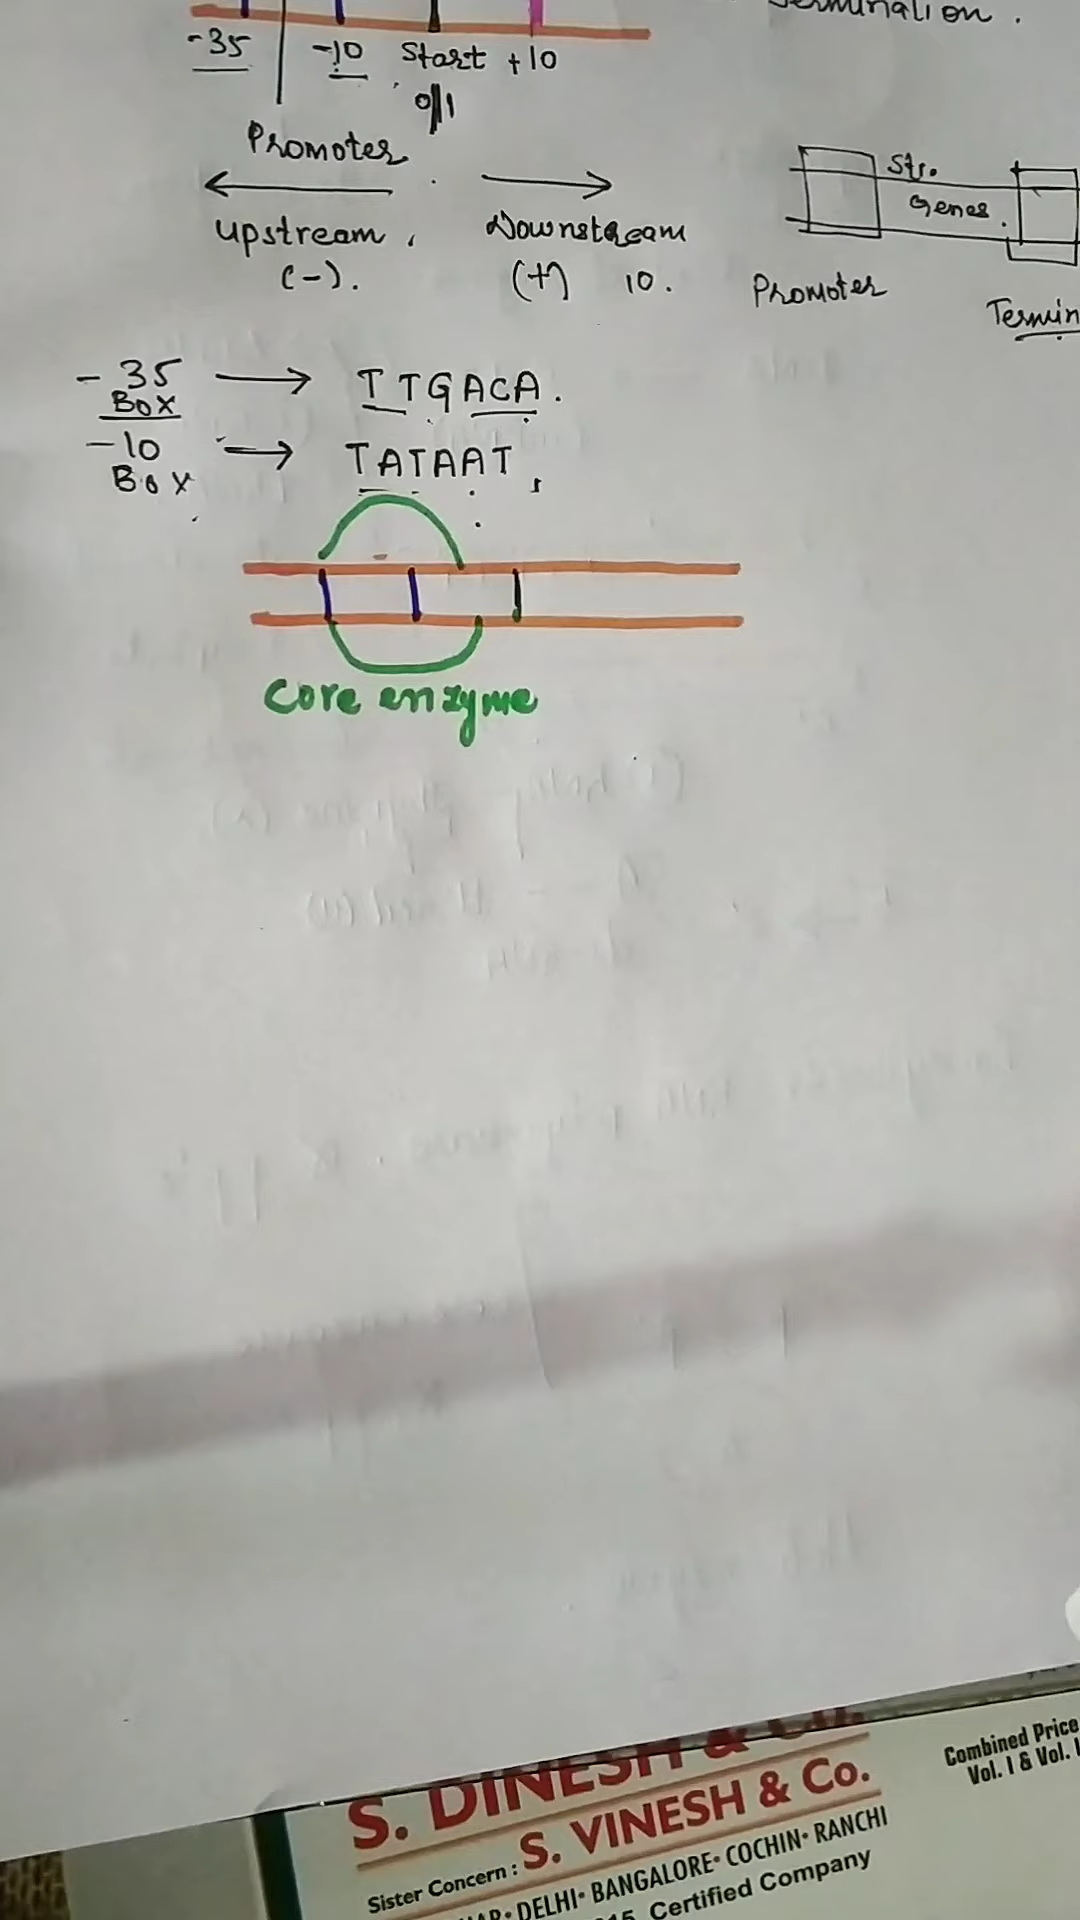 -35 -10 Start +10
0/1
Promoter
upstream, Downstream
(-). (+) 10.
Str.
Genes.
Promoter
Termin
-35 Box → TTGACA.
-10 Box → TATAAT,
Core enzyme
S. DINESH & Co.
Sister Concern : S. VINESH & Co.
DELHI• BANGALORE• COCHIN• RANCHI
Certified Company
Combined Price
Vol. I & Vol. I